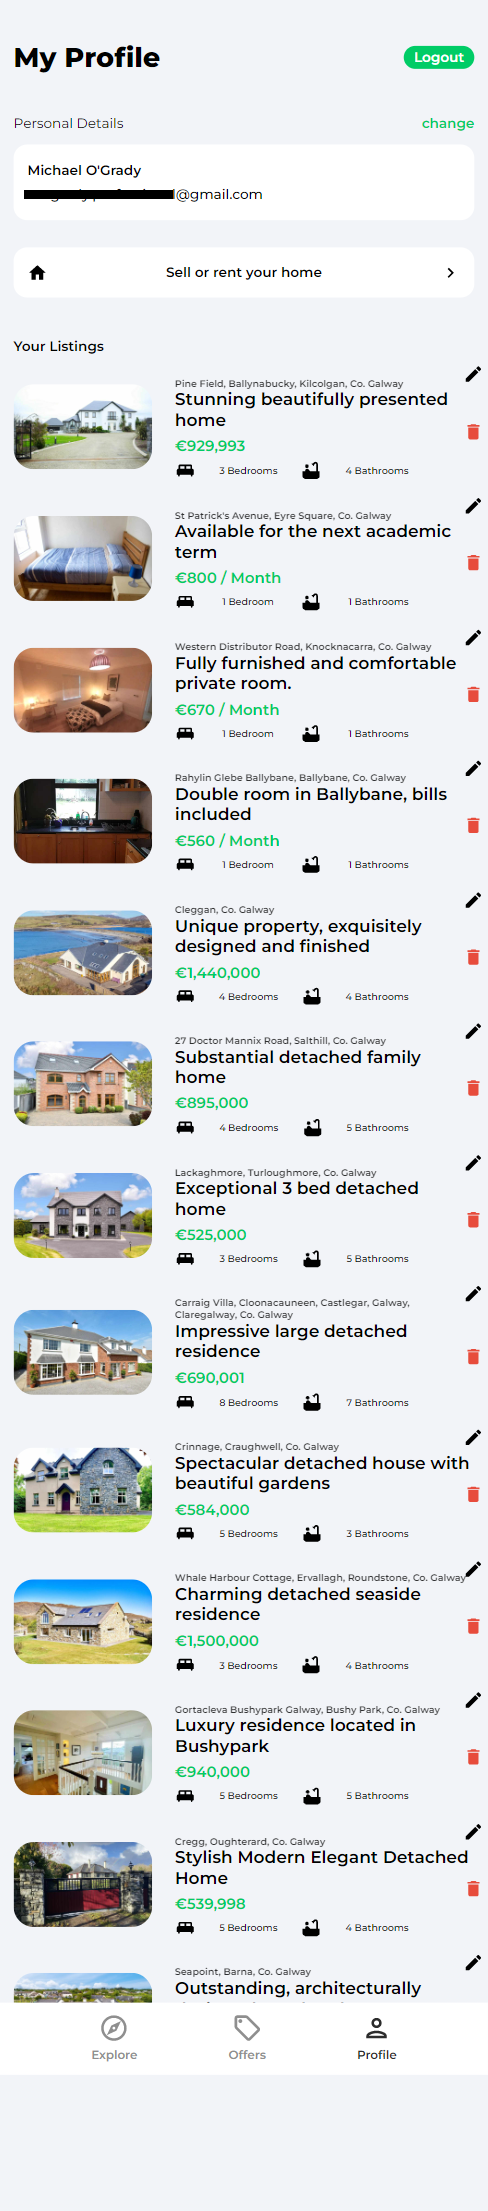 My Profile
Logout
Personal Details
change
Michael O'Grady
@gmail.com
Sell or rent your home
Your Listings
Pine Field, Ballynabucky, Kilcolgan, Co. Galway
Stunning beautifully presented
home
€929,993
3 Bedrooms
4 Bathrooms
St Patrick's Avenue, Eyre Square, Co. Galway
Available for the next academic
term
€800 / Month
1 Bedroom
1 Bathrooms
Western Distributor Road, Knocknacarra, Co. Galway
Fully furnished and comfortable
private room.
€670 / Month
1 Bedroom
1 Bathrooms
Rahylin Glebe Ballybane, Ballybane, Co. Galway
Double room in Ballybane, bills
included
€560 / Month
1 Bedroom
1 Bathrooms
Cleggan, Co. Galway
Unique property, exquisitely
designed and finished
€1,440,000
4 Bedrooms
4 Bathrooms
27 Doctor Mannix Road, Salthill, Co. Galway
Substantial detached family
home
€895,000
4 Bedrooms
5 Bathrooms
Lackaghmore, Turloughmore, Co. Galway
Exceptional 3 bed detached
home
€525,000
3 Bedrooms
5 Bathrooms
Carraig Villa, Cloonacauneen, Castlegar, Galway,
Claregalway, Co. Galway
Impressive large detached
residence
€690,001
8 Bedrooms
7 Bathrooms
Crinnage, Craughwell, Co. Galway
Spectacular detached house with
beautiful gardens
€584,000
5 Bedrooms
3 Bathrooms
Whale Harbour Cottage, Ervallagh, Roundstone, Co. Galway
Charming detached seaside
residence
€1,500,000
3 Bedrooms
4 Bathrooms
Gortacleva Bushypark Galway, Bushy Park, Co. Galway
Luxury residence located in
Bushypark
€940,000
5 Bedrooms
5 Bathrooms
Cregg, Oughterard, Co. Galway
Stylish Modern Elegant Detached
Home
€539,998
5 Bedrooms
4 Bathrooms
Seapoint, Barna, Co. Galway
Outstanding, architecturally
Explore
Offers
Profile